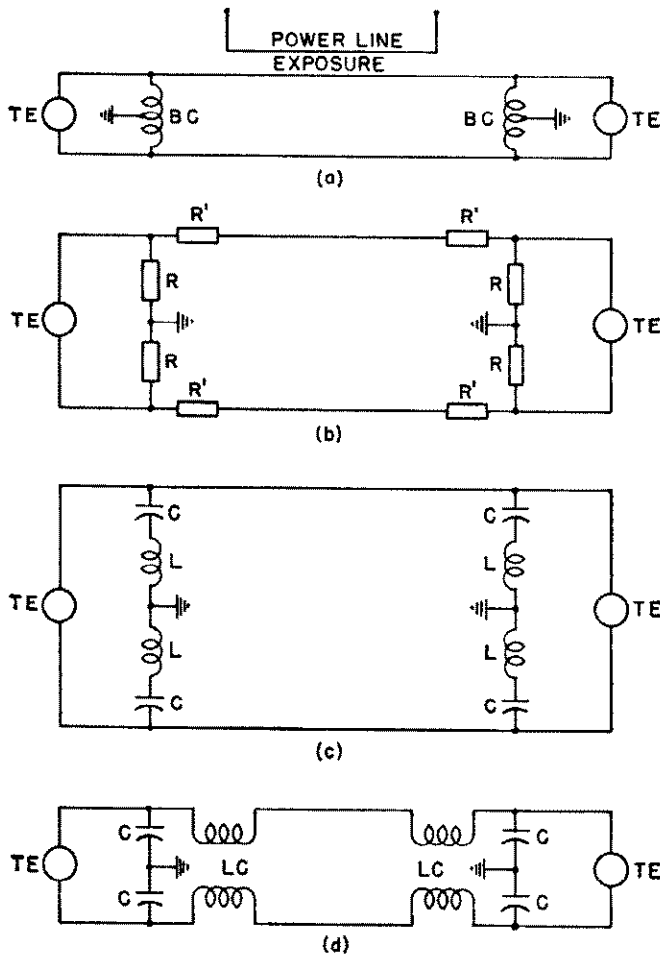 POWER LINE
EXPOSURE
TE BC BC TE
(a)
R' R'
R R
TE TE
R R
R' R'
(b)
C C
L L
TE TE
L L
C C
(c)
C C
TE LC LC TE
C C
(d)